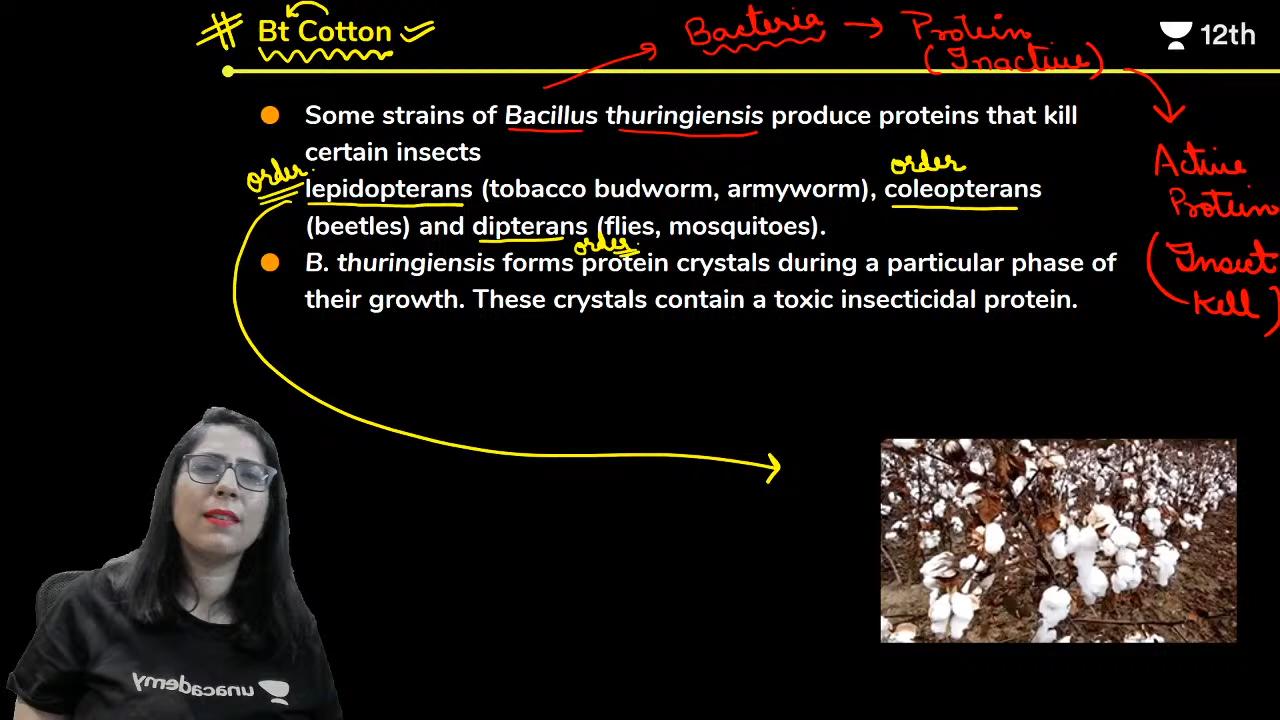 # Bt Cotton
Bacteria → Protein
(Inactive)
12th
Some strains of Bacillus thuringiensis produce proteins that kill
certain insects
order
order
lepidopterans (tobacco budworm, armyworm), coleopterans
(beetles) and dipterans (flies, mosquitoes).
order
B. thuringiensis forms protein crystals during a particular phase of
their growth. These crystals contain a toxic insecticidal protein.
Active
Protein
(Insect
Kill)
unacademy